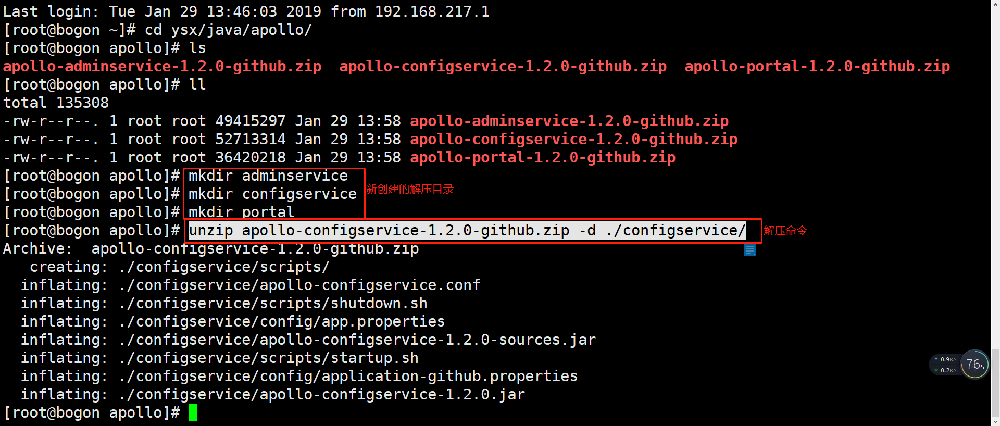 Last login: Tue Jan 29 13:46:03 2019 from 192.168.217.1
[root@bogon ~]# cd ysx/java/apollo/
[root@bogon apollo]# ls
apollo-adminservice-1.2.0-github.zip  apollo-configservice-1.2.0-github.zip  apollo-portal-1.2.0-github.zip
[root@bogon apollo]# ll
total 135308
-rw-r--r--. 1 root root 49415297 Jan 29 13:58 apollo-adminservice-1.2.0-github.zip
-rw-r--r--. 1 root root 52713314 Jan 29 13:58 apollo-configservice-1.2.0-github.zip
-rw-r--r--. 1 root root 36420218 Jan 29 13:58 apollo-portal-1.2.0-github.zip
[root@bogon apollo]# mkdir adminservice
新创建的解压目录
[root@bogon apollo]# mkdir configservice
[root@bogon apollo]# mkdir portal
[root@bogon apollo]# unzip apollo-configservice-1.2.0-github.zip -d ./configservice/ 解压命令
Archive:  apollo-configservice-1.2.0-github.zip
   creating: ./configservice/scripts/
  inflating: ./configservice/apollo-configservice.conf
  inflating: ./configservice/scripts/shutdown.sh
  inflating: ./configservice/config/app.properties
  inflating: ./configservice/apollo-configservice-1.2.0-sources.jar
  inflating: ./configservice/scripts/startup.sh
  inflating: ./configservice/config/application-github.properties
  inflating: ./configservice/apollo-configservice-1.2.0.jar
[root@bogon apollo]#
↑ 0.9K/s
↓ 0.2K/s
76%